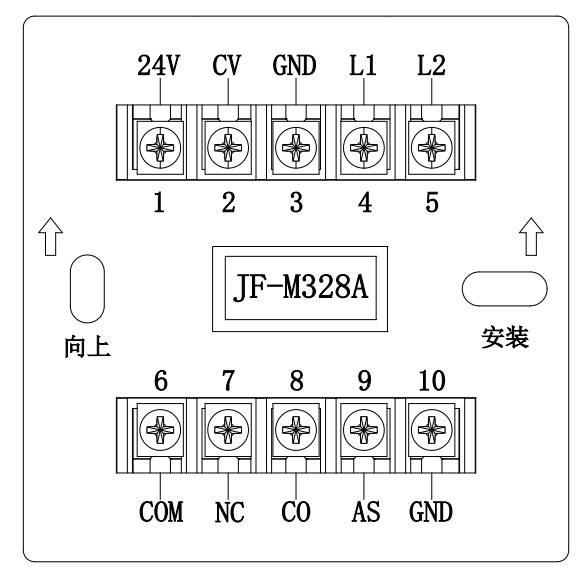 24V CV GND L1 L2
1 2 3 4 5
JF-M328A
向上
安装
6 7 8 9 10
COM NC CO AS GND